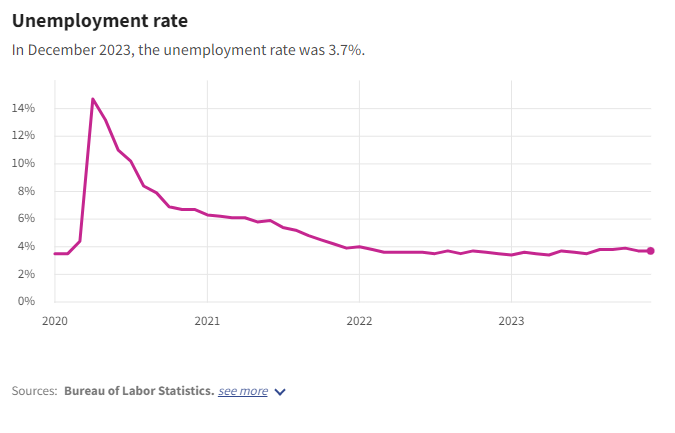 Unemployment rate
In December 2023, the unemployment rate was 3.7%.
14%
12%
10%
8%
6%
4%
2%
0%
2020 2021 2022 2023
Sources: Bureau of Labor Statistics. see more